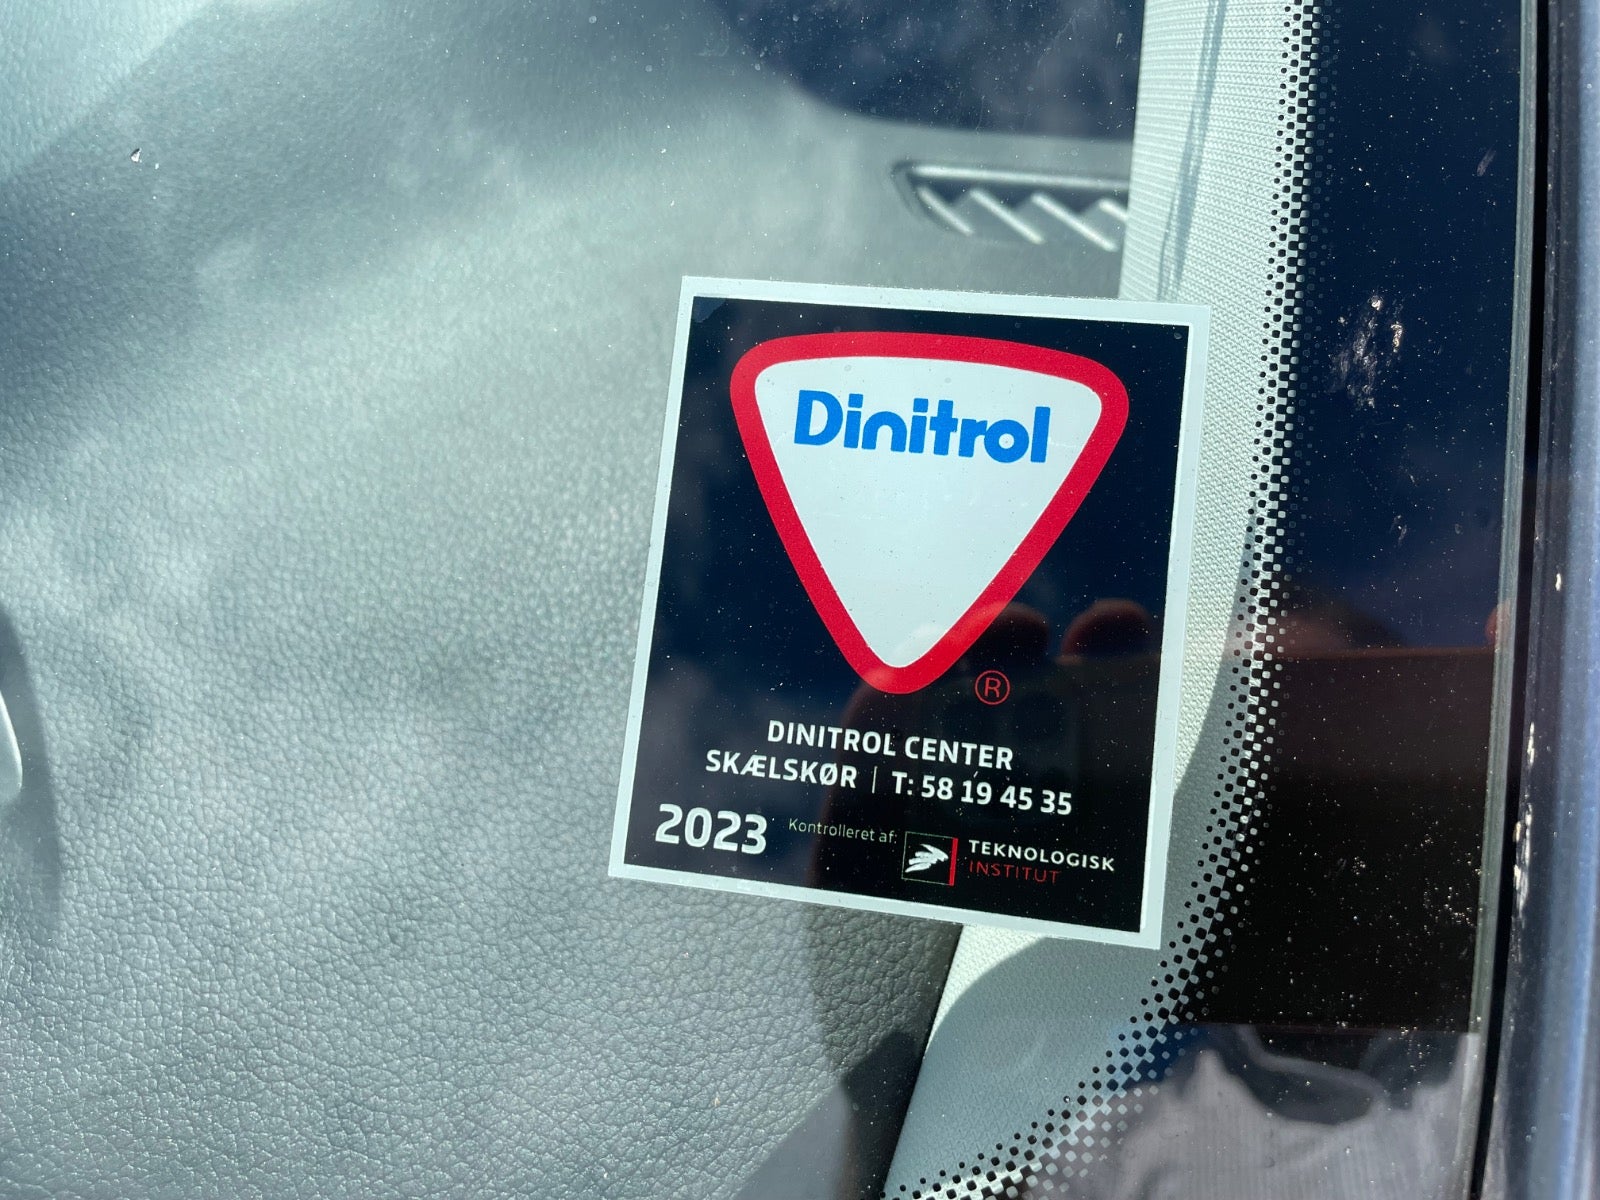 Dinitrol
®
DINITROL CENTER
SKÆLSKØR | T: 58 19 45 35
2023 Kontrolleret af: TEKNOLOGISK
INSTITUT